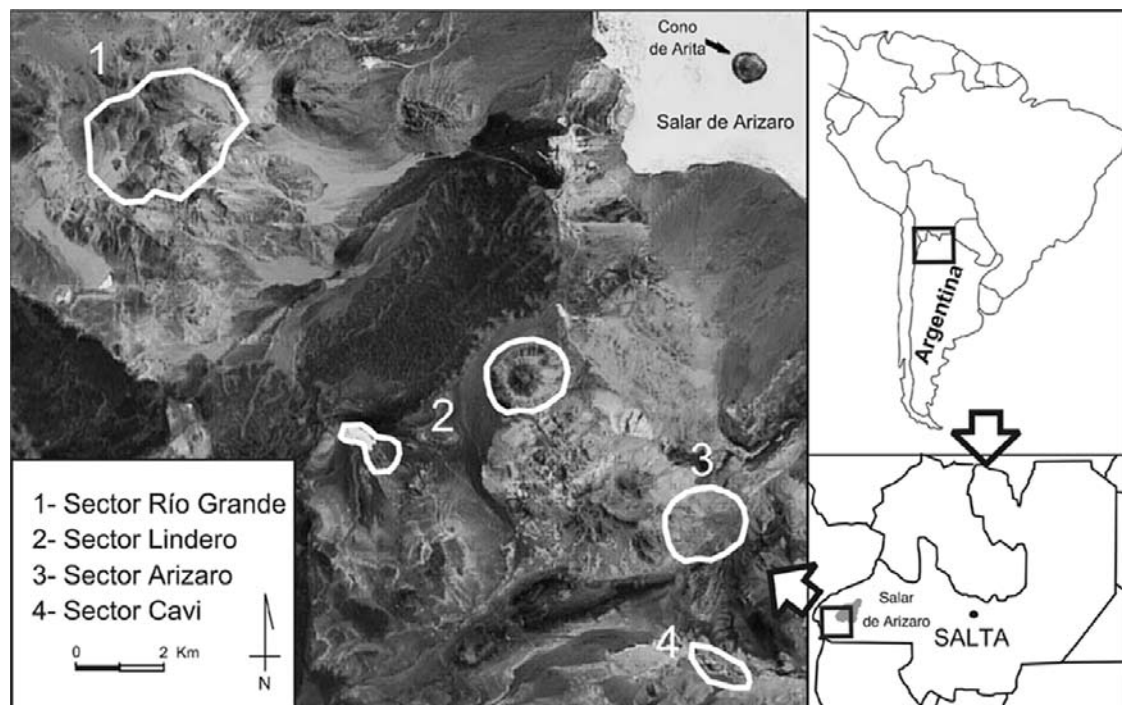 1
Cono
de Arita
Salar de Arizaro
2
3
4
1- Sector Río Grande
2- Sector Lindero
3- Sector Arizaro
4- Sector Cavi
0 2 Km
N
Argentina
Salar
de Arizaro
SALTA